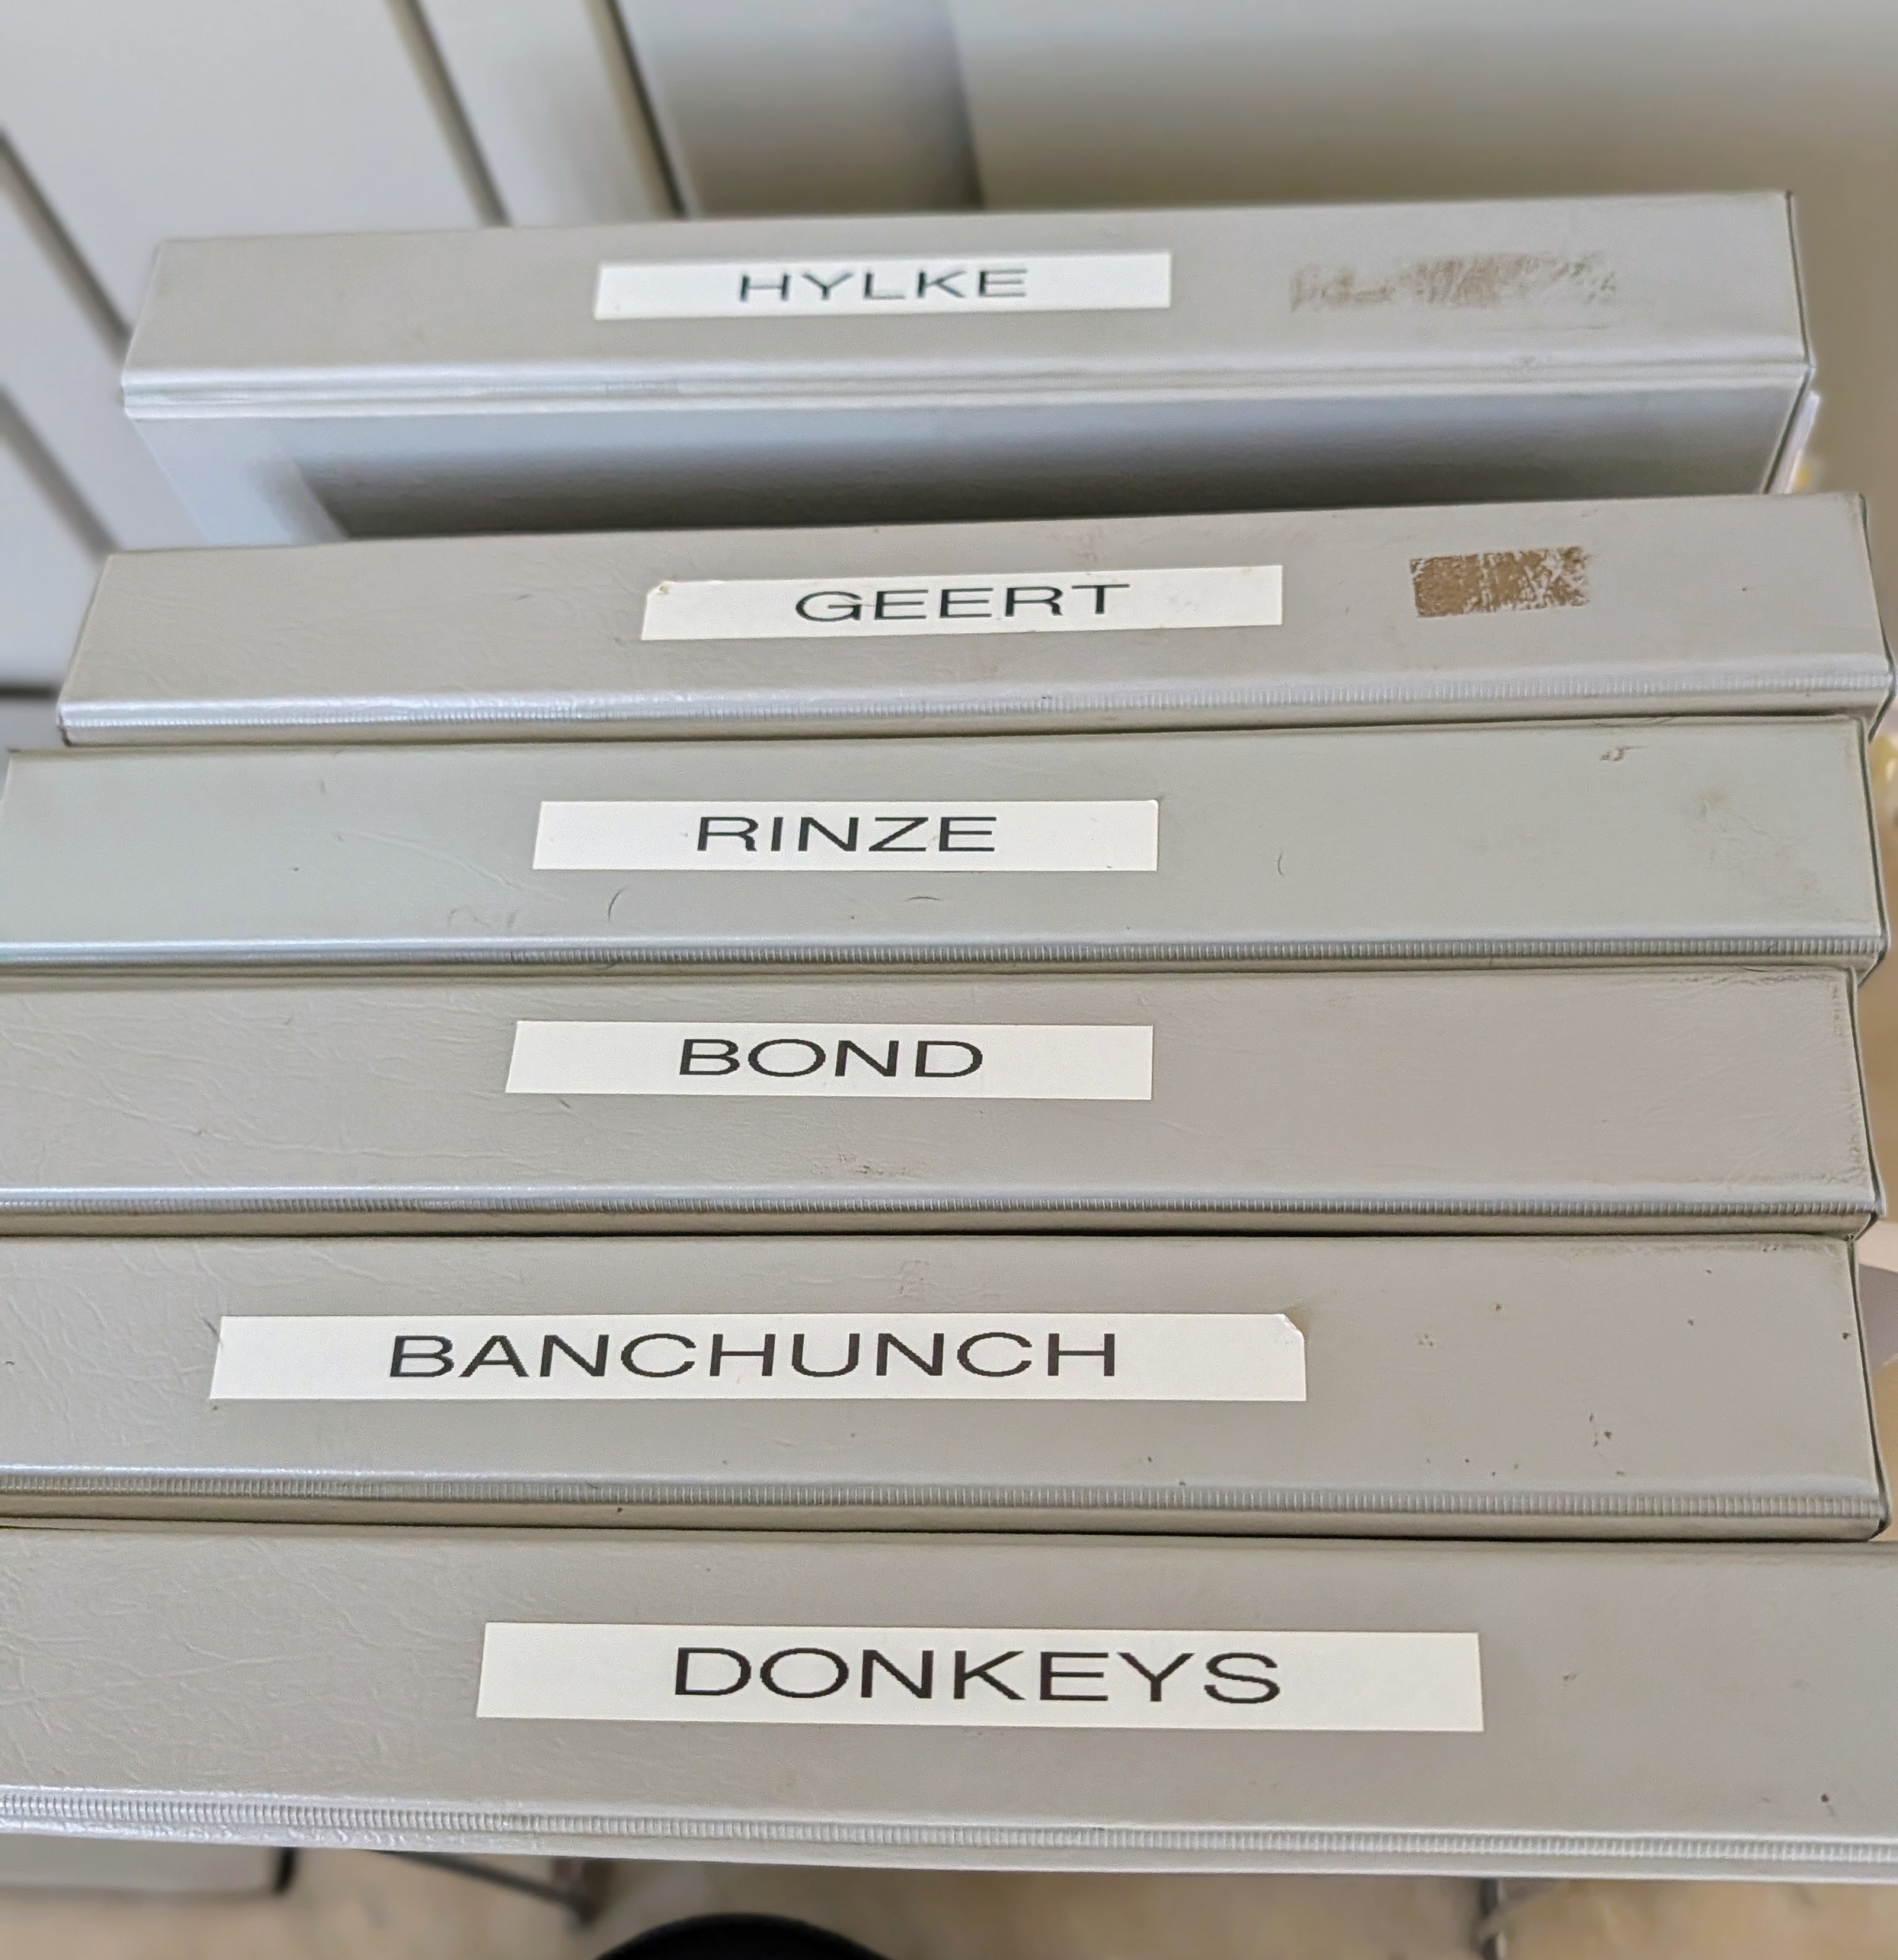 HYLKE
GEERT
RINZE
BOND
BANCHUNCH
DONKEYS